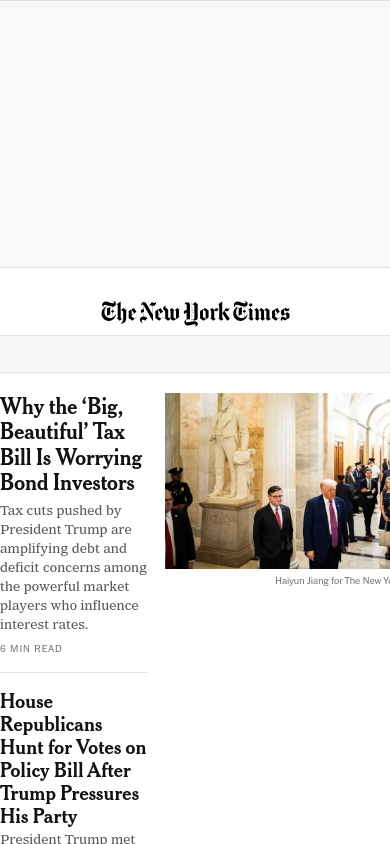 The New York Times
Why the ‘Big,
Beautiful’ Tax
Bill Is Worrying
Bond Investors
Tax cuts pushed by
President Trump are
amplifying debt and
deficit concerns among
the powerful market
players who influence
interest rates.
6 MIN READ
Haiyun Jiang for The New
House
Republicans
Hunt for Votes on
Policy Bill After
Trump Pressures
His Party
President Trump met